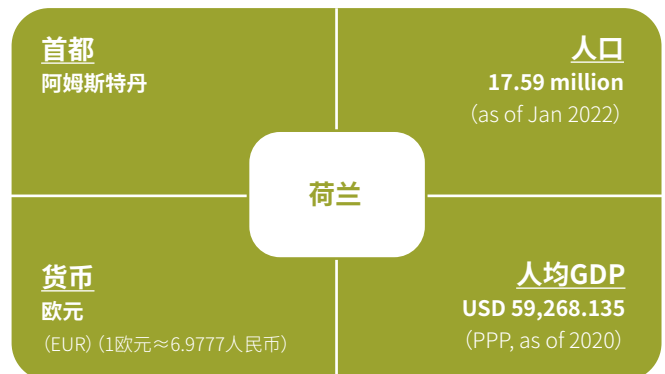 首都
阿姆斯特丹
人口
17.59 million
(as of Jan 2022)
荷兰
货币
欧元
(EUR) (1欧元≈6.9777人民币)
人均GDP
USD 59,268.135
(PPP, as of 2020)